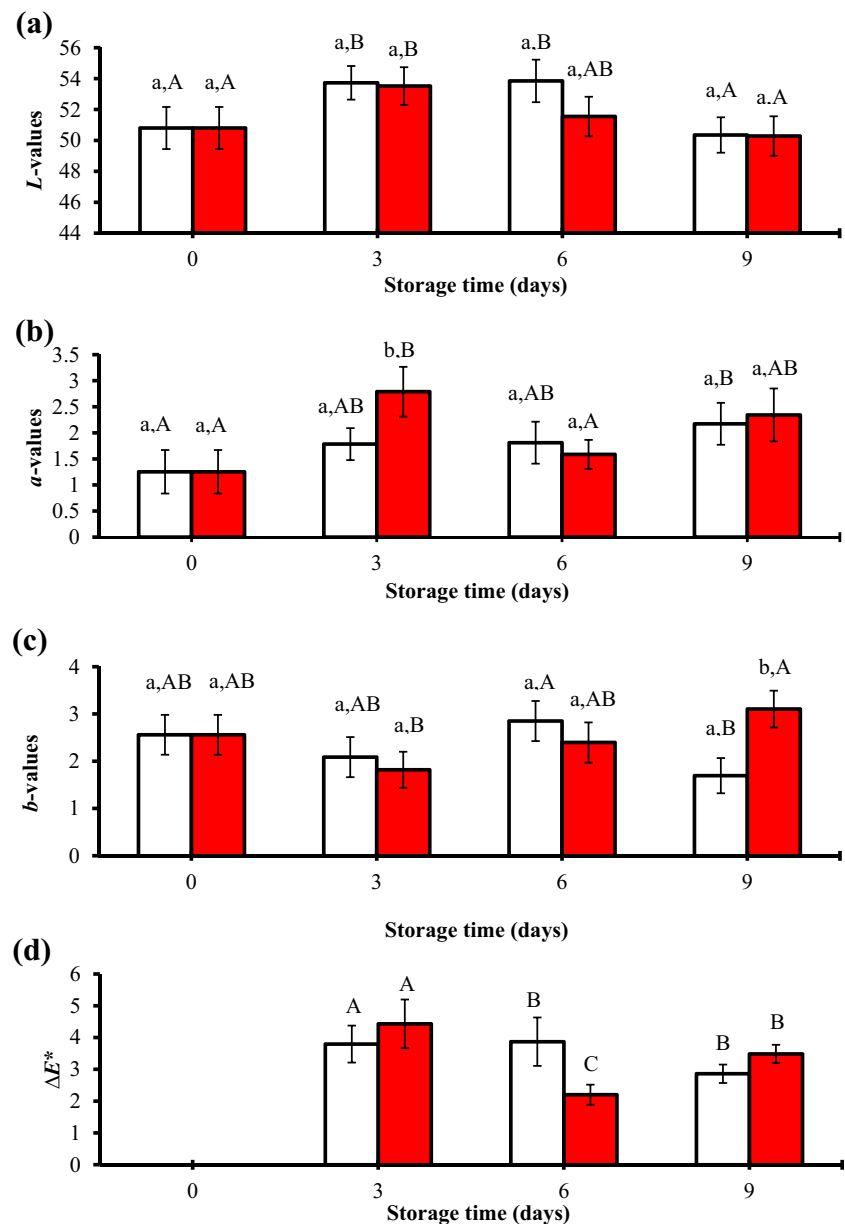 (a)
56
54
52
50
48
46
44
L-values
a,A a,A a,B a,B a,B a,AB a,A a.A
0 3 6 9
Storage time (days)
(b)
3.5
3
2.5
2
1.5
1
0.5
0
a-values
a,A a,A a,AB b,B a,AB a,A a,B a,AB
0 3 6 9
Storage time (days)
(c)
4
3
2
1
0
b-values
a,AB a,AB a,AB a,B a,A a,AB a,B b,A
0 3 6 9
Storage time (days)
(d)
6
5
4
3
2
1
0
ΔE*
A A B C B B
0 3 6 9
Storage time (days)